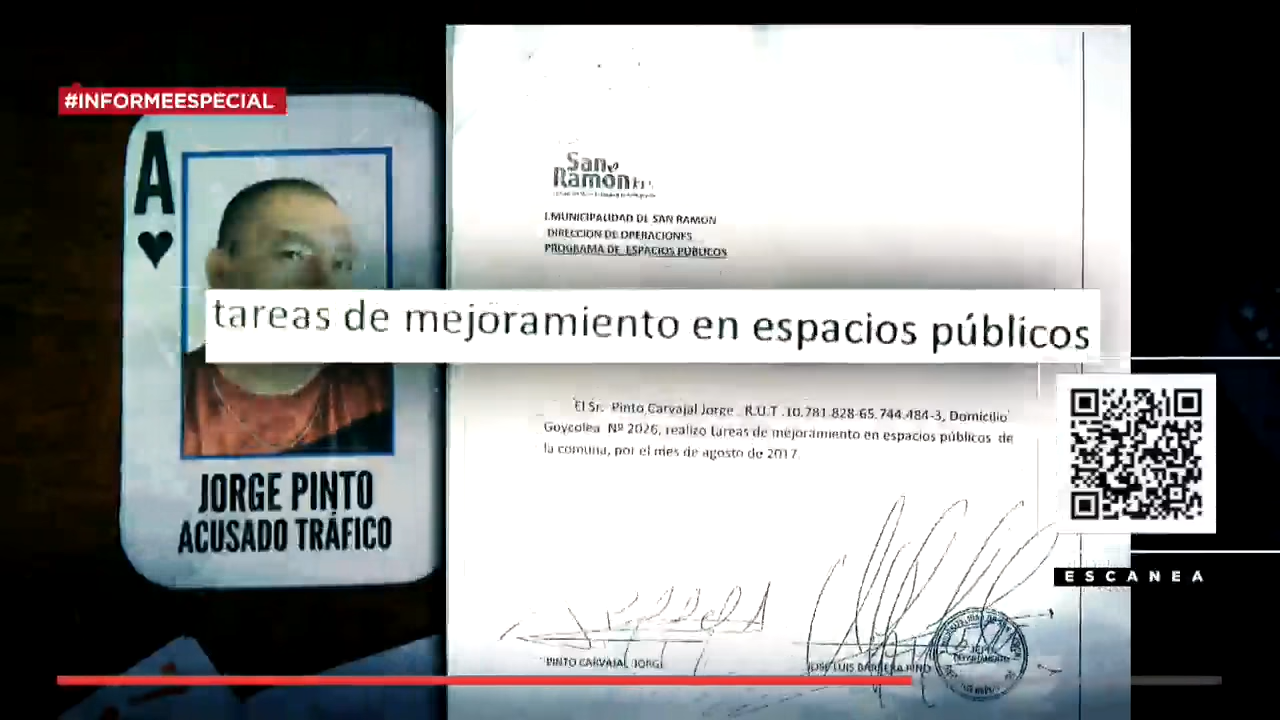 #INFORMEESPECIAL
A
JORGE PINTO
ACUSADO TRÁFICO
San
Ramón
I.MUNICIPALIDAD DE SAN RAMON
DIRECCION DE OPERACIONES
PROGRAMA DE ESPACIOS PUBLICOS
tareas de mejoramiento en espacios públicos
El Sr. Pinto Carvajal Jorge . R.U.T .10.781.828-65.744.484-3, Domicilio
Goycolea Nº 2026, realizo tareas de mejoramiento en espacios públicos de
la comuna, por el mes de agosto de 2017.
PINTO CARVAJAL JORGE
JOSE LUIS
ESCANEA